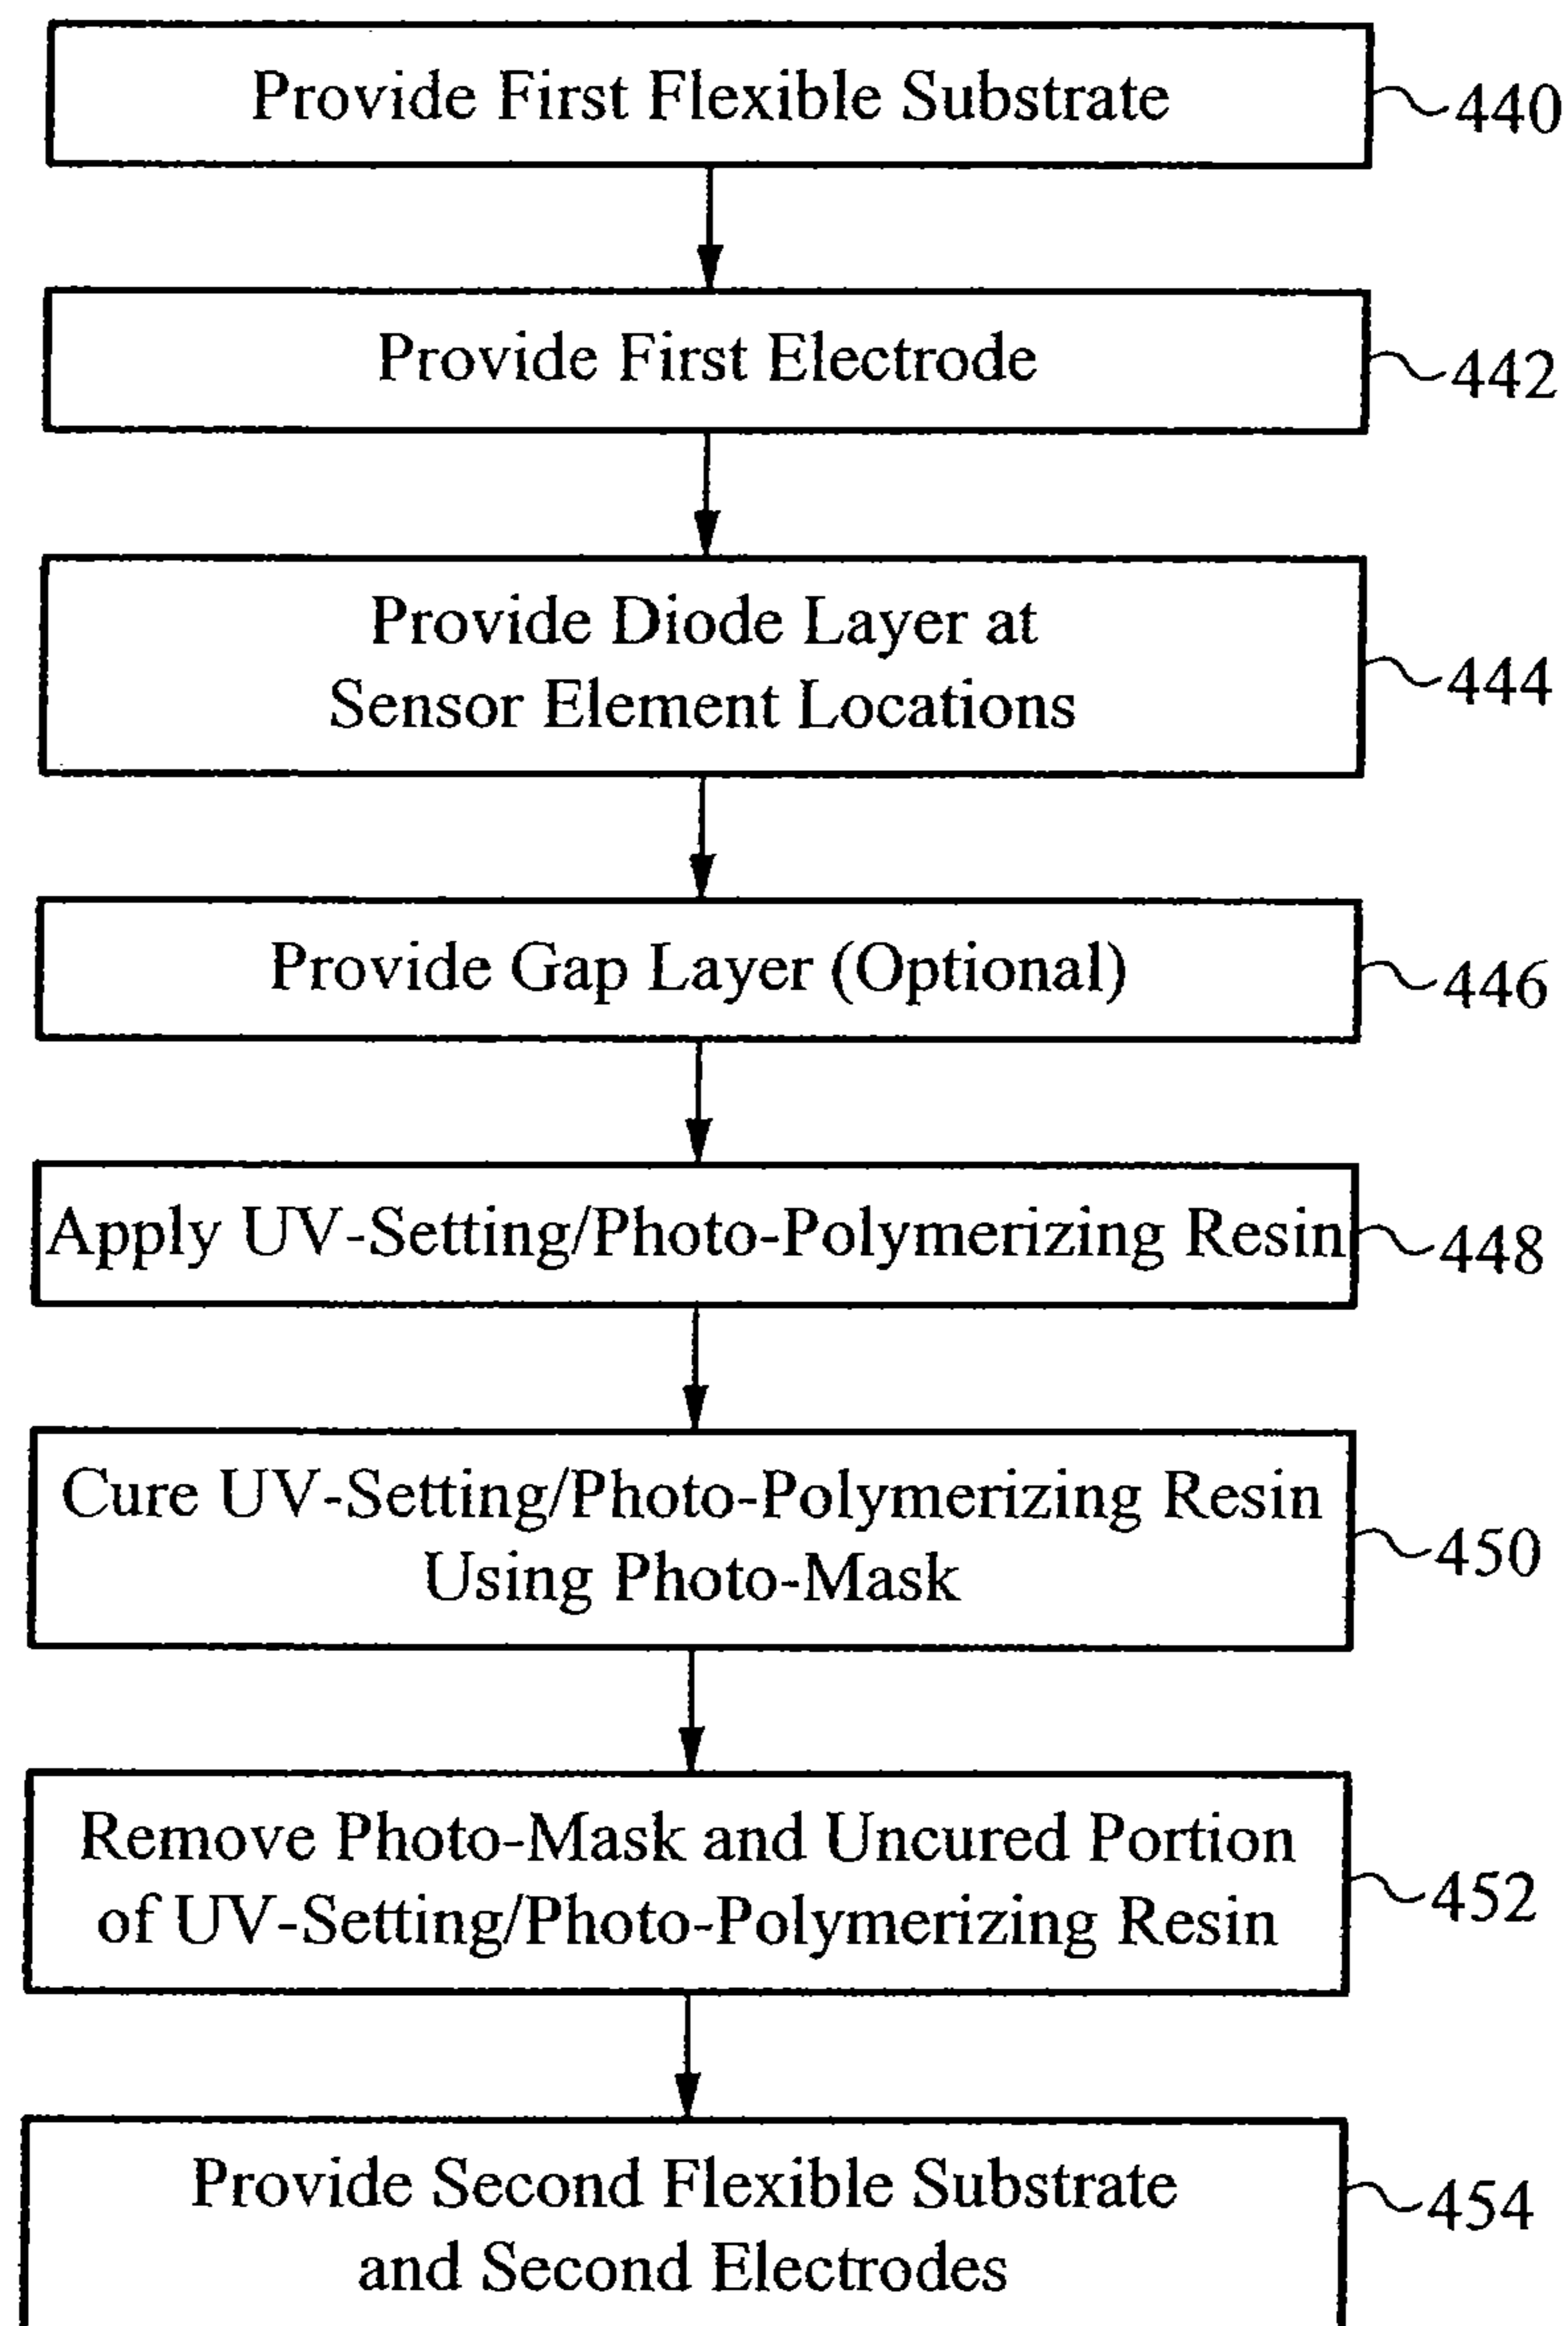 Provide First Flexible Substrate
440
Provide First Electrode
442
Provide Diode Layer at
Sensor Element Locations
444
Provide Gap Layer (Optional)
446
Apply UV-Setting/Photo-Polymerizing Resin
448
Cure UV-Setting/Photo-Polymerizing Resin
Using Photo-Mask
450
Remove Photo-Mask and Uncured Portion
of UV-Setting/Photo-Polymerizing Resin
452
Provide Second Flexible Substrate
and Second Electrodes
454